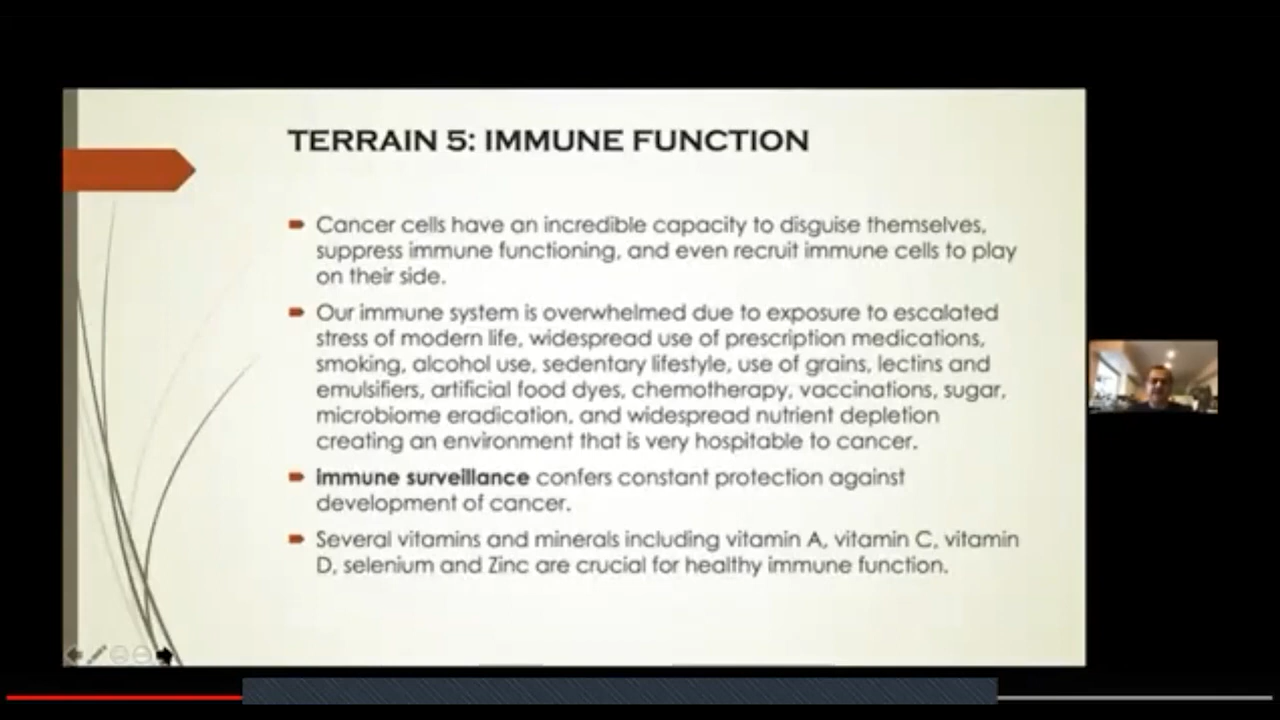 TERRAIN 5: IMMUNE FUNCTION
Cancer cells have an incredible capacity to disguise themselves,
suppress immune functioning, and even recruit immune cells to play
on their side.
Our immune system is overwhelmed due to exposure to escalated
stress of modern life, widespread use of prescription medications,
smoking, alcohol use, sedentary lifestyle, use of grains, lectins and
emulsifiers, artificial food dyes, chemotherapy, vaccinations, sugar,
microbiome eradication, and widespread nutrient depletion
creating an environment that is very hospitable to cancer.
immune surveillance confers constant protection against
development of cancer.
Several vitamins and minerals including vitamin A, vitamin C, vitamin
D, selenium and Zinc are crucial for healthy immune function.